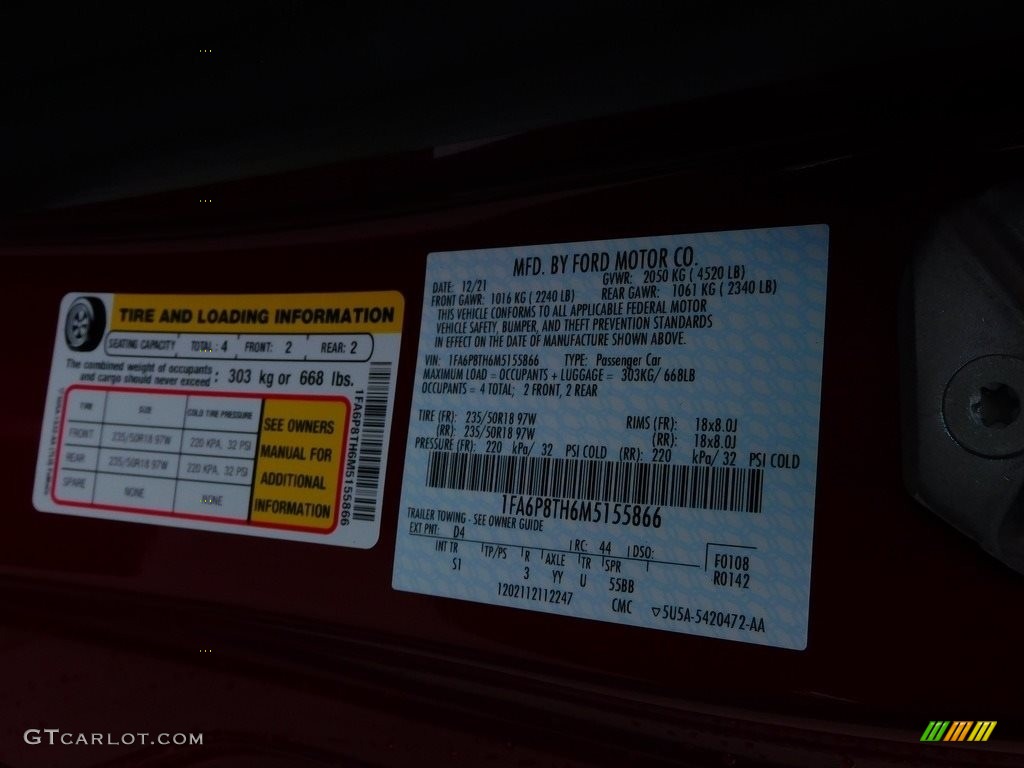 TIRE AND LOADING INFORMATION
SEATING CAPACITY TOTAL: 4 FRONT: 2 REAR: 2
The combined weight of occupants
and cargo should never exceed : 303 kg or 668 lbs.
TIRE SIZE COLD TIRE PRESSURE
FRONT 235/50R18 97W 220 KPA, 32 PSI
REAR 235/50R18 97W 220 KPA, 32 PSI
SPARE NONE NONE
SEE OWNERS
MANUAL FOR
ADDITIONAL
INFORMATION
1FA6P8TH6M5155866
MFD. BY FORD MOTOR CO.
DATE: 12/21 GVWR: 2050 KG ( 4520 LB)
FRONT GAWR: 1016 KG ( 2240 LB) REAR GAWR: 1061 KG ( 2340 LB)
THIS VEHICLE CONFORMS TO ALL APPLICABLE FEDERAL MOTOR
VEHICLE SAFETY, BUMPER, AND THEFT PREVENTION STANDARDS
IN EFFECT ON THE DATE OF MANUFACTURE SHOWN ABOVE.
VIN: 1FA6P8TH6M5155866 TYPE: Passenger Car
MAXIMUM LOAD = OCCUPANTS + LUGGAGE = 303KG/ 668LB
OCCUPANTS = 4 TOTAL; 2 FRONT, 2 REAR
TIRE (FR): 235/50R18 97W RIMS (FR): 18x8.0J
(RR): 235/50R18 97W (RR): 18x8.0J
PRESSURE (FR): 220 kPa/ 32 PSI COLD (RR): 220 kPa/ 32 PSI COLD
1FA6P8TH6M5155866
TRAILER TOWING - SEE OWNER GUIDE
EXT PNT: D4 RC: 44 DSO: F0108
INT TR TP/PS R AXLE TR SPR R0142
S1 3 YY U 55BB
1202112112247 CMC 5U5A-5420472-AA
GTCARLOT.COM